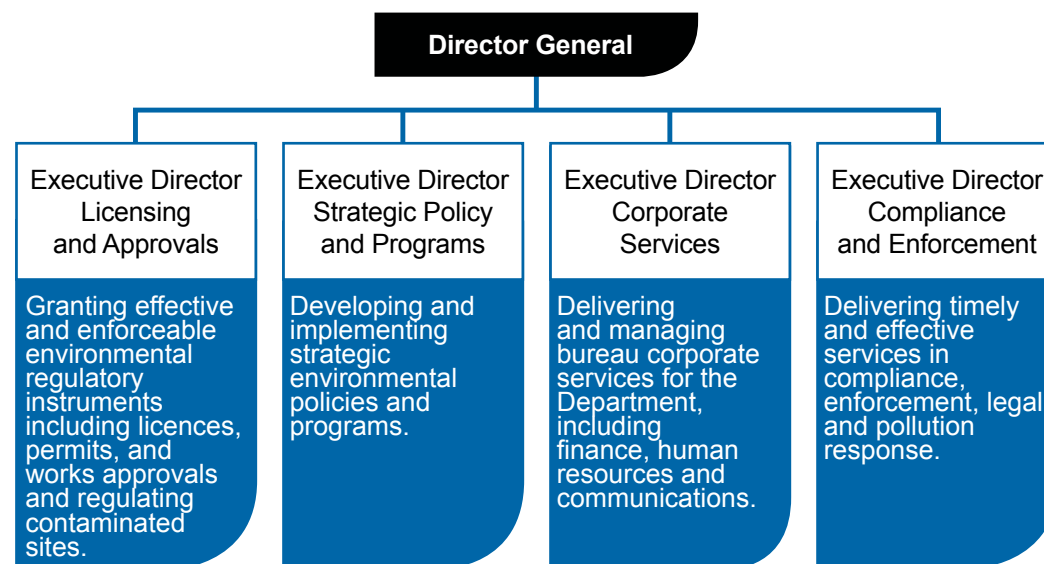 Director General
Executive Director
Licensing
and Approvals
Granting effective
and enforceable
environmental
regulatory
instruments
including licences,
permits, and
works approvals
and regulating
contaminated
sites.
Executive Director
Strategic Policy
and Programs
Developing and
implementing
strategic
environmental
policies and
programs.
Executive Director
Corporate
Services
Delivering
and managing
bureau corporate
services for the
Department,
including
finance, human
resources and
communications.
Executive Director
Compliance
and Enforcement
Delivering timely
and effective
services in
compliance,
enforcement, legal
and pollution
response.